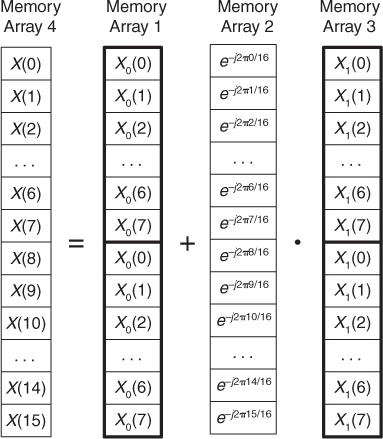 Memory Array 4 Memory Array 1 Memory Array 2 Memory Array 3
X(0) X₀(0) e^−j2π0/16 X₁(0)
X(1) X₀(1) e^−j2π1/16 X₁(1)
X(2) X₀(2) e^−j2π2/16 X₁(2)
... ... ... ...
X(6) X₀(6) e^−j2π6/16 X₁(6)
X(7) X₀(7) e^−j2π7/16 X₁(7)
= + ·
X(8) X₀(0) e^−j2π8/16 X₁(0)
X(9) X₀(1) e^−j2π9/16 X₁(1)
X(10) X₀(2) e^−j2π10/16 X₁(2)
... ... ... ...
X(14) X₀(6) e^−j2π14/16 X₁(6)
X(15) X₀(7) e^−j2π15/16 X₁(7)